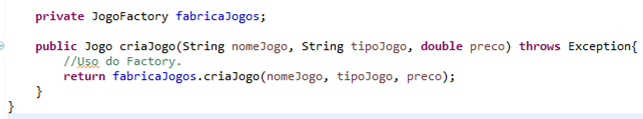 private JogoFactory fabricaJogos;
public Jogo criaJogo(String nomeJogo, String tipoJogo, double preco) throws Exception{
//Uso do Factory.
return fabricaJogos.criaJogo(nomeJogo, tipoJogo, preco);
}
}